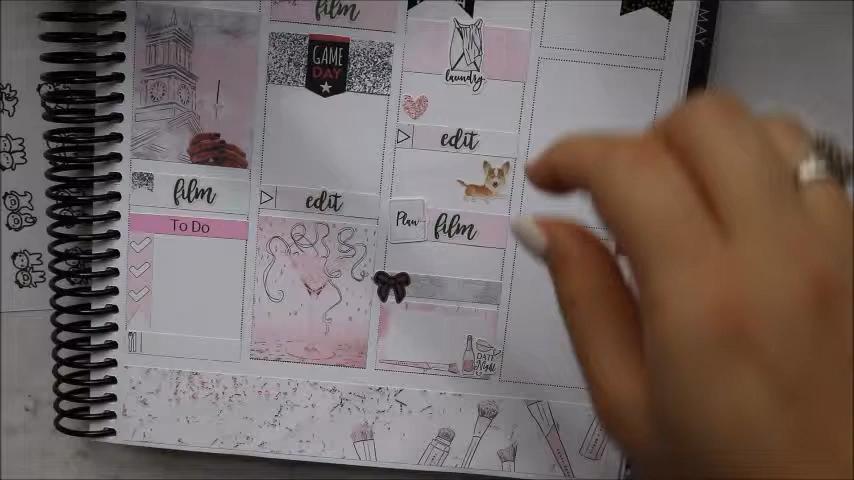 film
MAY
GAME
DAY
laundry
edit
film
edit
Plan
film
To Do
DATE
Night